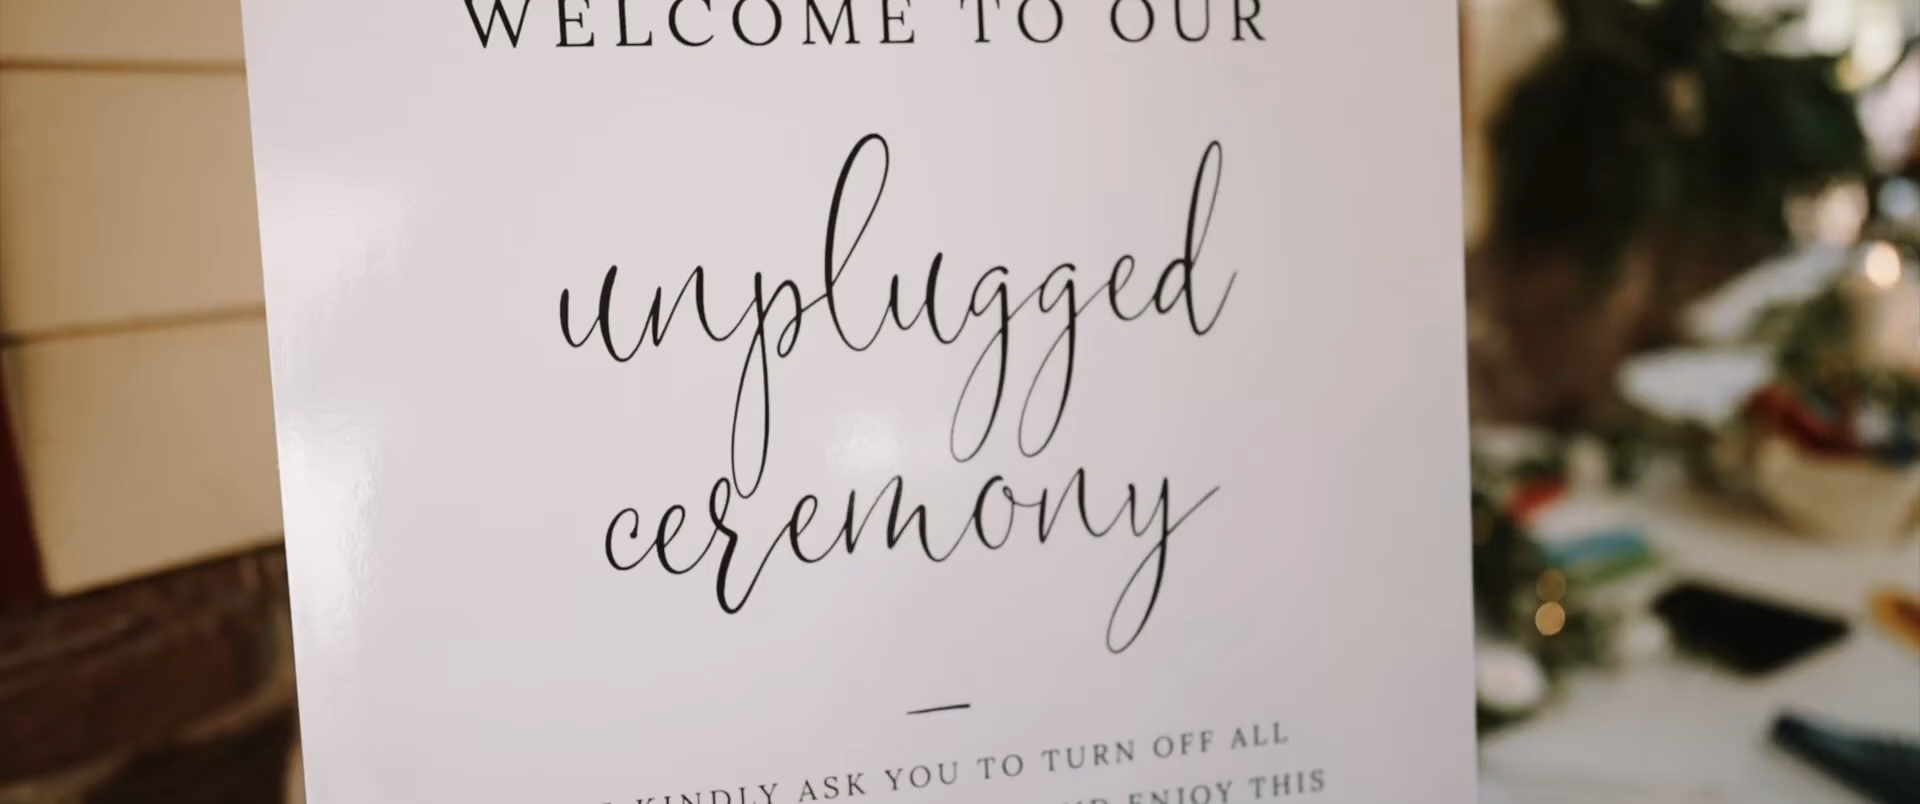 WELCOME TO OUR
unplugged
ceremony
KINDLY ASK YOU TO TURN OFF ALL
ENJOY THIS